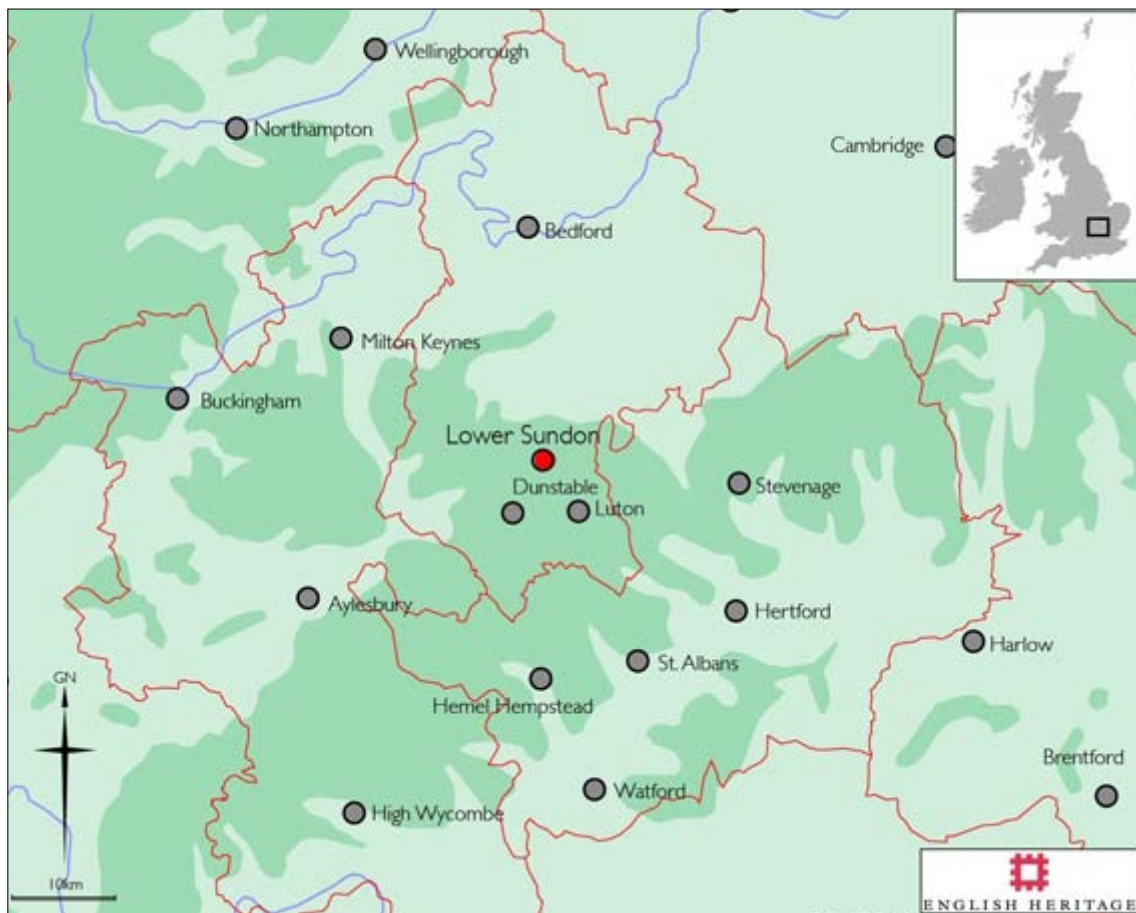 Wellingborough
Northampton
Cambridge
Bedford
Milton Keynes
Buckingham
Lower Sundon
Dunstable
Luton
Stevenage
Aylesbury
Hertford
Harlow
St. Albans
Hemel Hempstead
GN
Brentford
Watford
High Wycombe
10km
ENGLISH HERITAGE